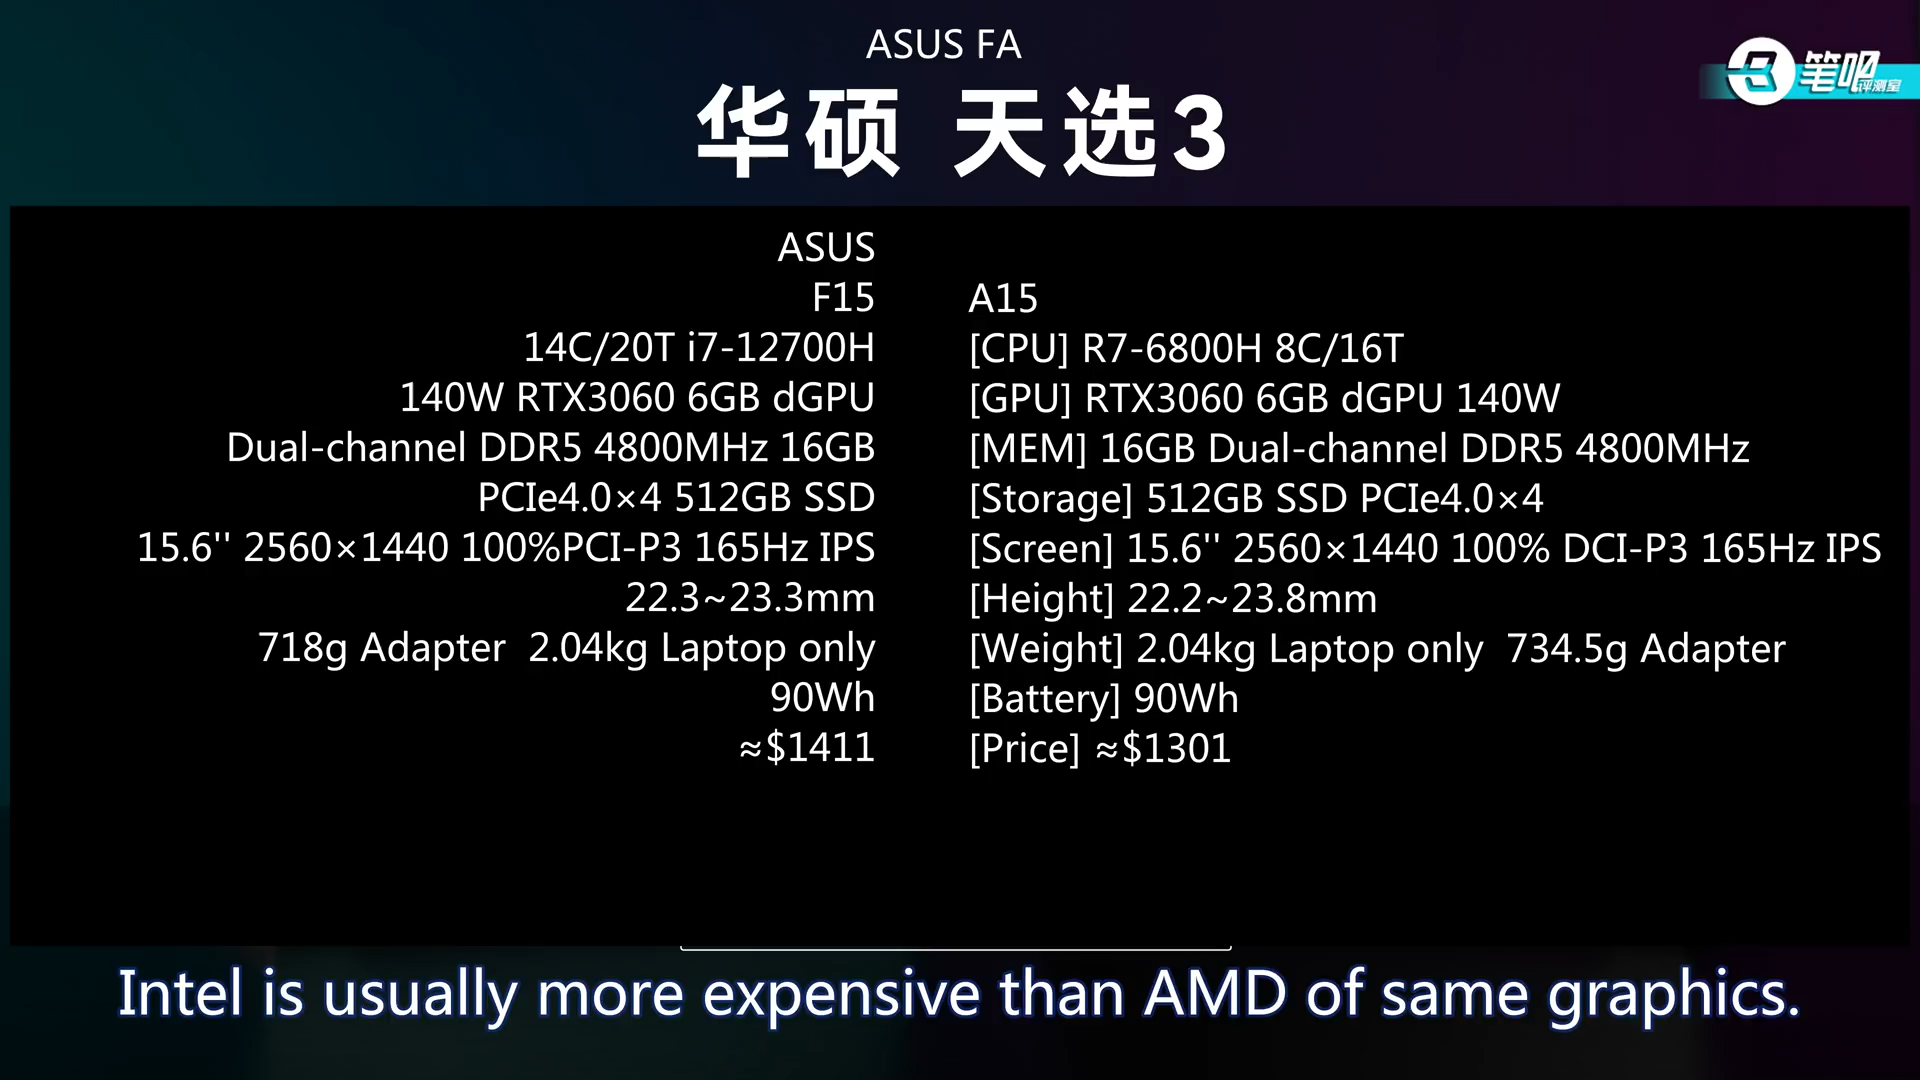 ASUS FA
华硕 天选3
笔吧
评测室
ASUS
F15
14C/20T i7-12700H
140W RTX3060 6GB dGPU
Dual-channel DDR5 4800MHz 16GB
PCIe4.0×4 512GB SSD
15.6'' 2560×1440 100%PCI-P3 165Hz IPS
22.3~23.3mm
718g Adapter 2.04kg Laptop only
90Wh
≈$1411
A15
[CPU] R7-6800H 8C/16T
[GPU] RTX3060 6GB dGPU 140W
[MEM] 16GB Dual-channel DDR5 4800MHz
[Storage] 512GB SSD PCIe4.0×4
[Screen] 15.6'' 2560×1440 100% DCI-P3 165Hz IPS
[Height] 22.2~23.8mm
[Weight] 2.04kg Laptop only 734.5g Adapter
[Battery] 90Wh
[Price] ≈$1301
Intel is usually more expensive than AMD of same graphics.